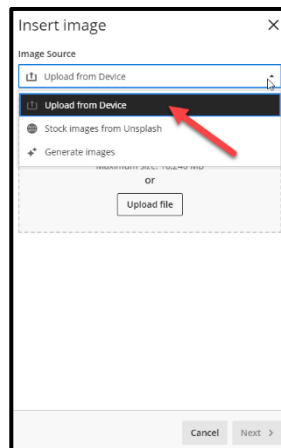 Insert image
Image Source
Upload from Device
Upload from Device
Stock images from Unsplash
Generate images
Maximum size: 10,240 MB
or
Upload file
Cancel Next